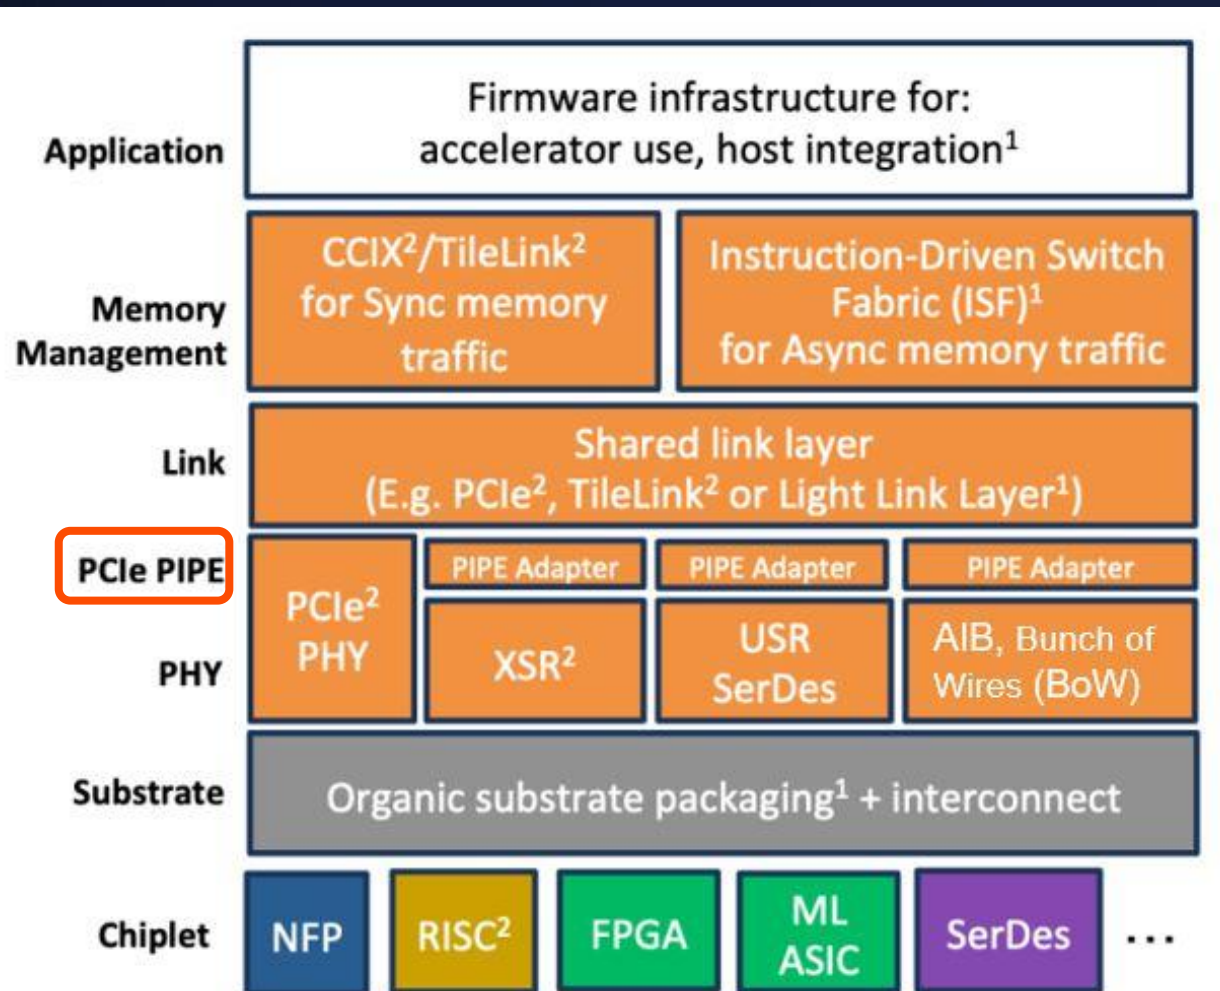 Application
Firmware infrastructure for:
accelerator use, host integration¹
Memory
Management
CCIX²/TileLink²
for Sync memory
traffic
Instruction-Driven Switch
Fabric (ISF)¹
for Async memory traffic
Link
Shared link layer
(E.g. PCIe², TileLink² or Light Link Layer¹)
PCIe PIPE
PIPE Adapter
PIPE Adapter
PIPE Adapter
PHY
PCIe²
PHY
XSR²
USR
SerDes
AIB, Bunch of
Wires (BoW)
Substrate
Organic substrate packaging¹ + interconnect
Chiplet
NFP
RISC²
FPGA
ML
ASIC
SerDes
...